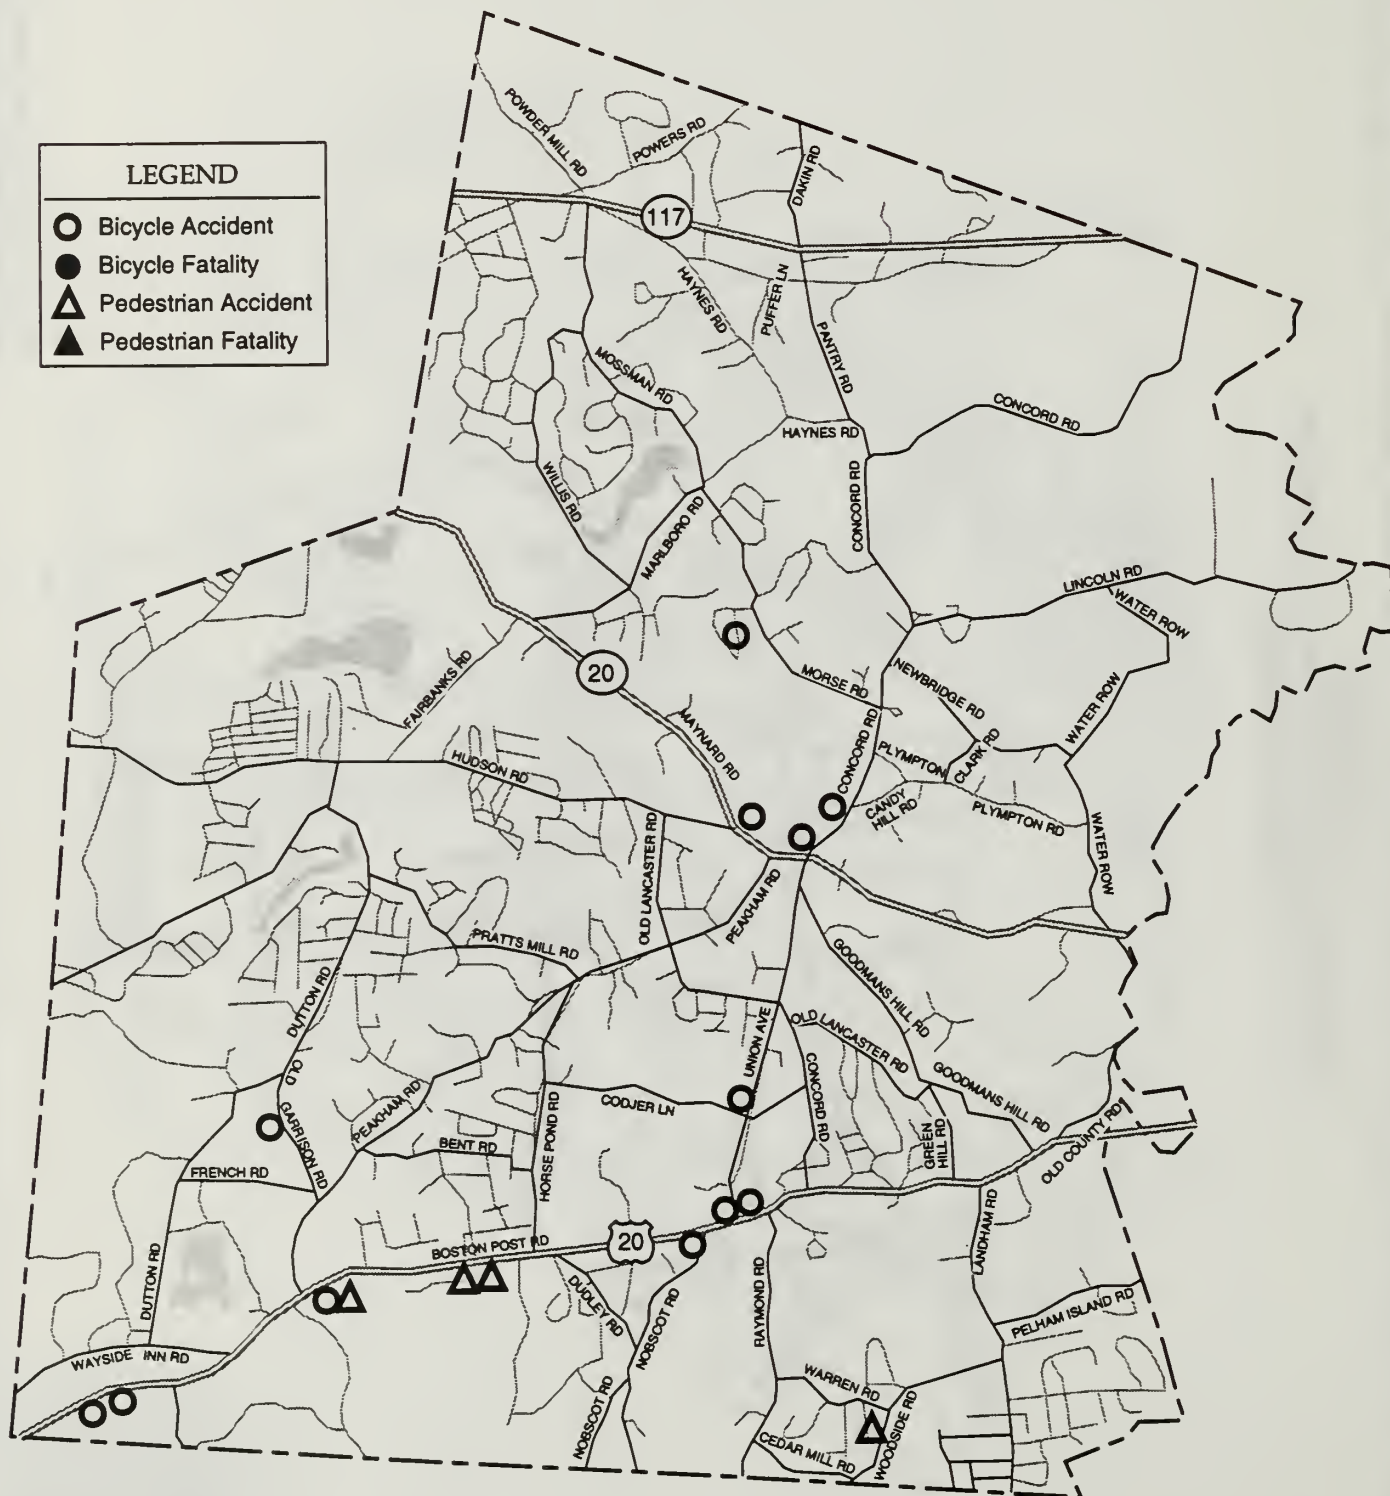 LEGEND
Bicycle Accident
Bicycle Fatality
Pedestrian Accident
Pedestrian Fatality
POWDER MILL RD
POWERS RD
DAKIN RD
117
HAYNES RD
PUFFER LN
PANTRY RD
MOSSMAN RD
CONCORD RD
HAYNES RD
WILLIS RD
MARLBORO RD
CONCORD RD
LINCOLN RD
WATER ROW
FAIRBANKS RD
20
MORSE RD
NEWBRIDGE RD
WATER ROW
MAYNARD RD
CONCORD RD
PLYMPTON
CLARK RD
HUDSON RD
CANDY
HILL RD
PLYMPTON RD
WATER ROW
OLD LANCASTER RD
PEAKHAM RD
PRATTS MILL RD
GOODMANS HILL RD
DUTTON RD
OLD LANCASTER RD
UNION AVE
OLD
GARRISON RD
PEAKHAM RD
CODJER LN
CONCORD RD
GOODMANS HILL RD
HORSE POND RD
BENT RD
GREEN
HILL RD
OLD COUNTY RD
FRENCH RD
BOSTON POST RD
20
LANDHAM RD
DUTTON RD
DUDLEY RD
NOBSCOT RD
RAYMOND RD
PELHAM ISLAND RD
WAYSIDE INN RD
NOBSCOT RD
WARREN RD
WOODSIDE RD
CEDAR MILL RD